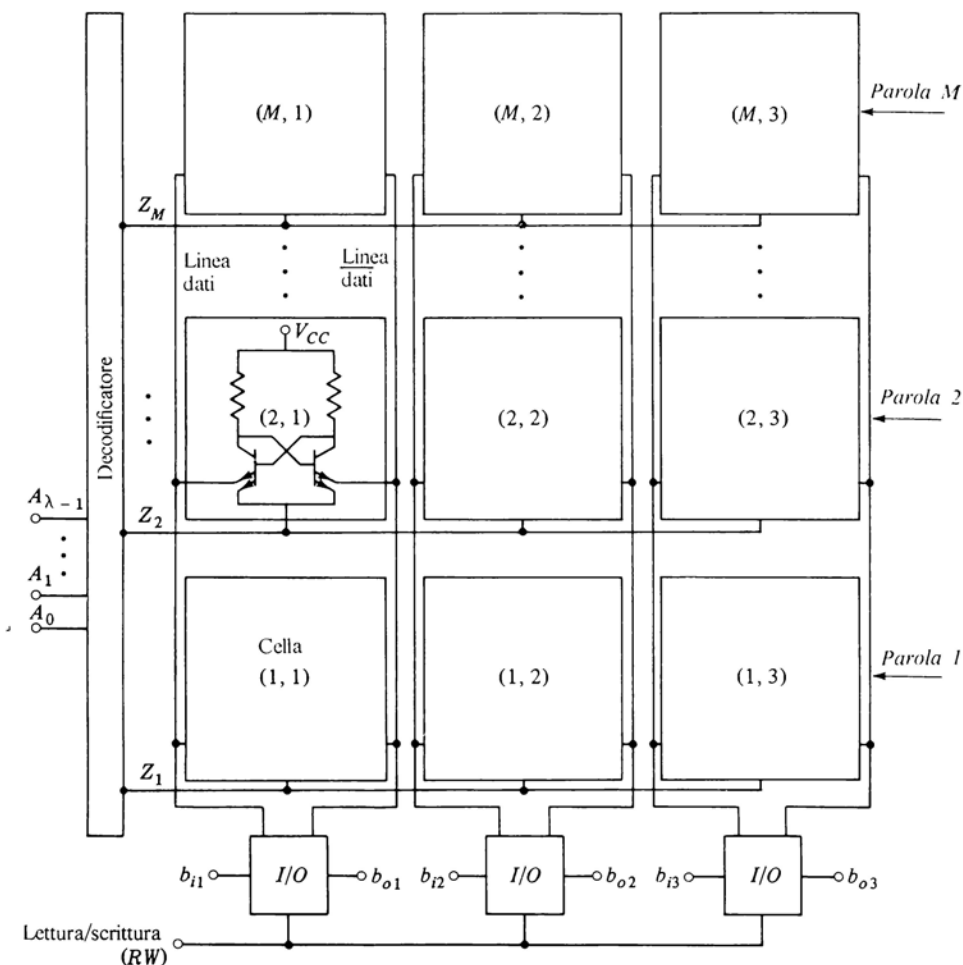 (M, 1)
(M, 2)
(M, 3)
Parola M
Z_M
Linea
dati
Linea
dati
V_CC
Decodificatore
(2, 1)
(2, 2)
(2, 3)
Parola 2
A_λ−1
Z_2
A_1
A_0
Cella
(1, 1)
(1, 2)
(1, 3)
Parola 1
Z_1
b_i1
I/O
b_o1
b_i2
I/O
b_o2
b_i3
I/O
b_o3
Lettura/scrittura
(RW)